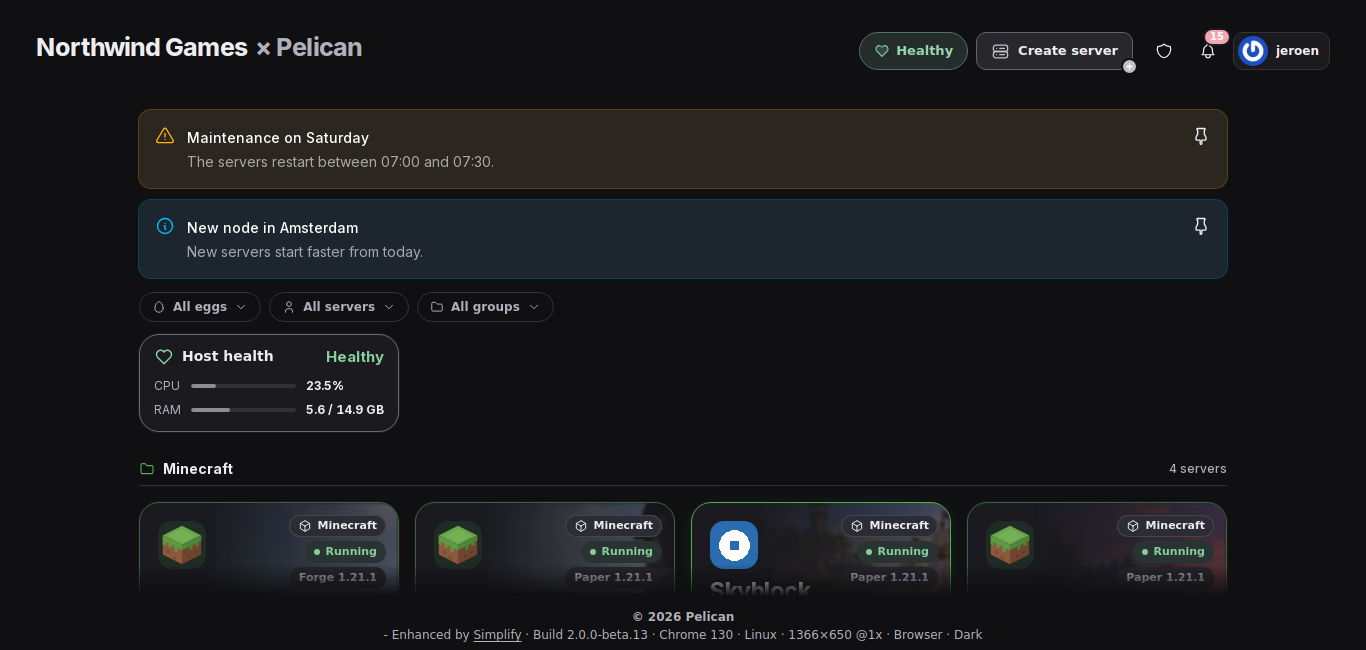 Northwind Games × Pelican
Healthy
Create server
15
jeroen
Maintenance on Saturday
The servers restart between 07:00 and 07:30.
New node in Amsterdam
New servers start faster from today.
All eggs
All servers
All groups
Host health
Healthy
CPU
23.5%
RAM
5.6 / 14.9 GB
Minecraft
4 servers
Minecraft
Running
Forge 1.21.1
Minecraft
Running
Paper 1.21.1
Minecraft
Running
Paper 1.21.1
Skyblock
Minecraft
Running
Paper 1.21.1
© 2026 Pelican
- Enhanced by Simplify · Build 2.0.0-beta.13 · Chrome 130 · Linux · 1366×650 @1x · Browser · Dark